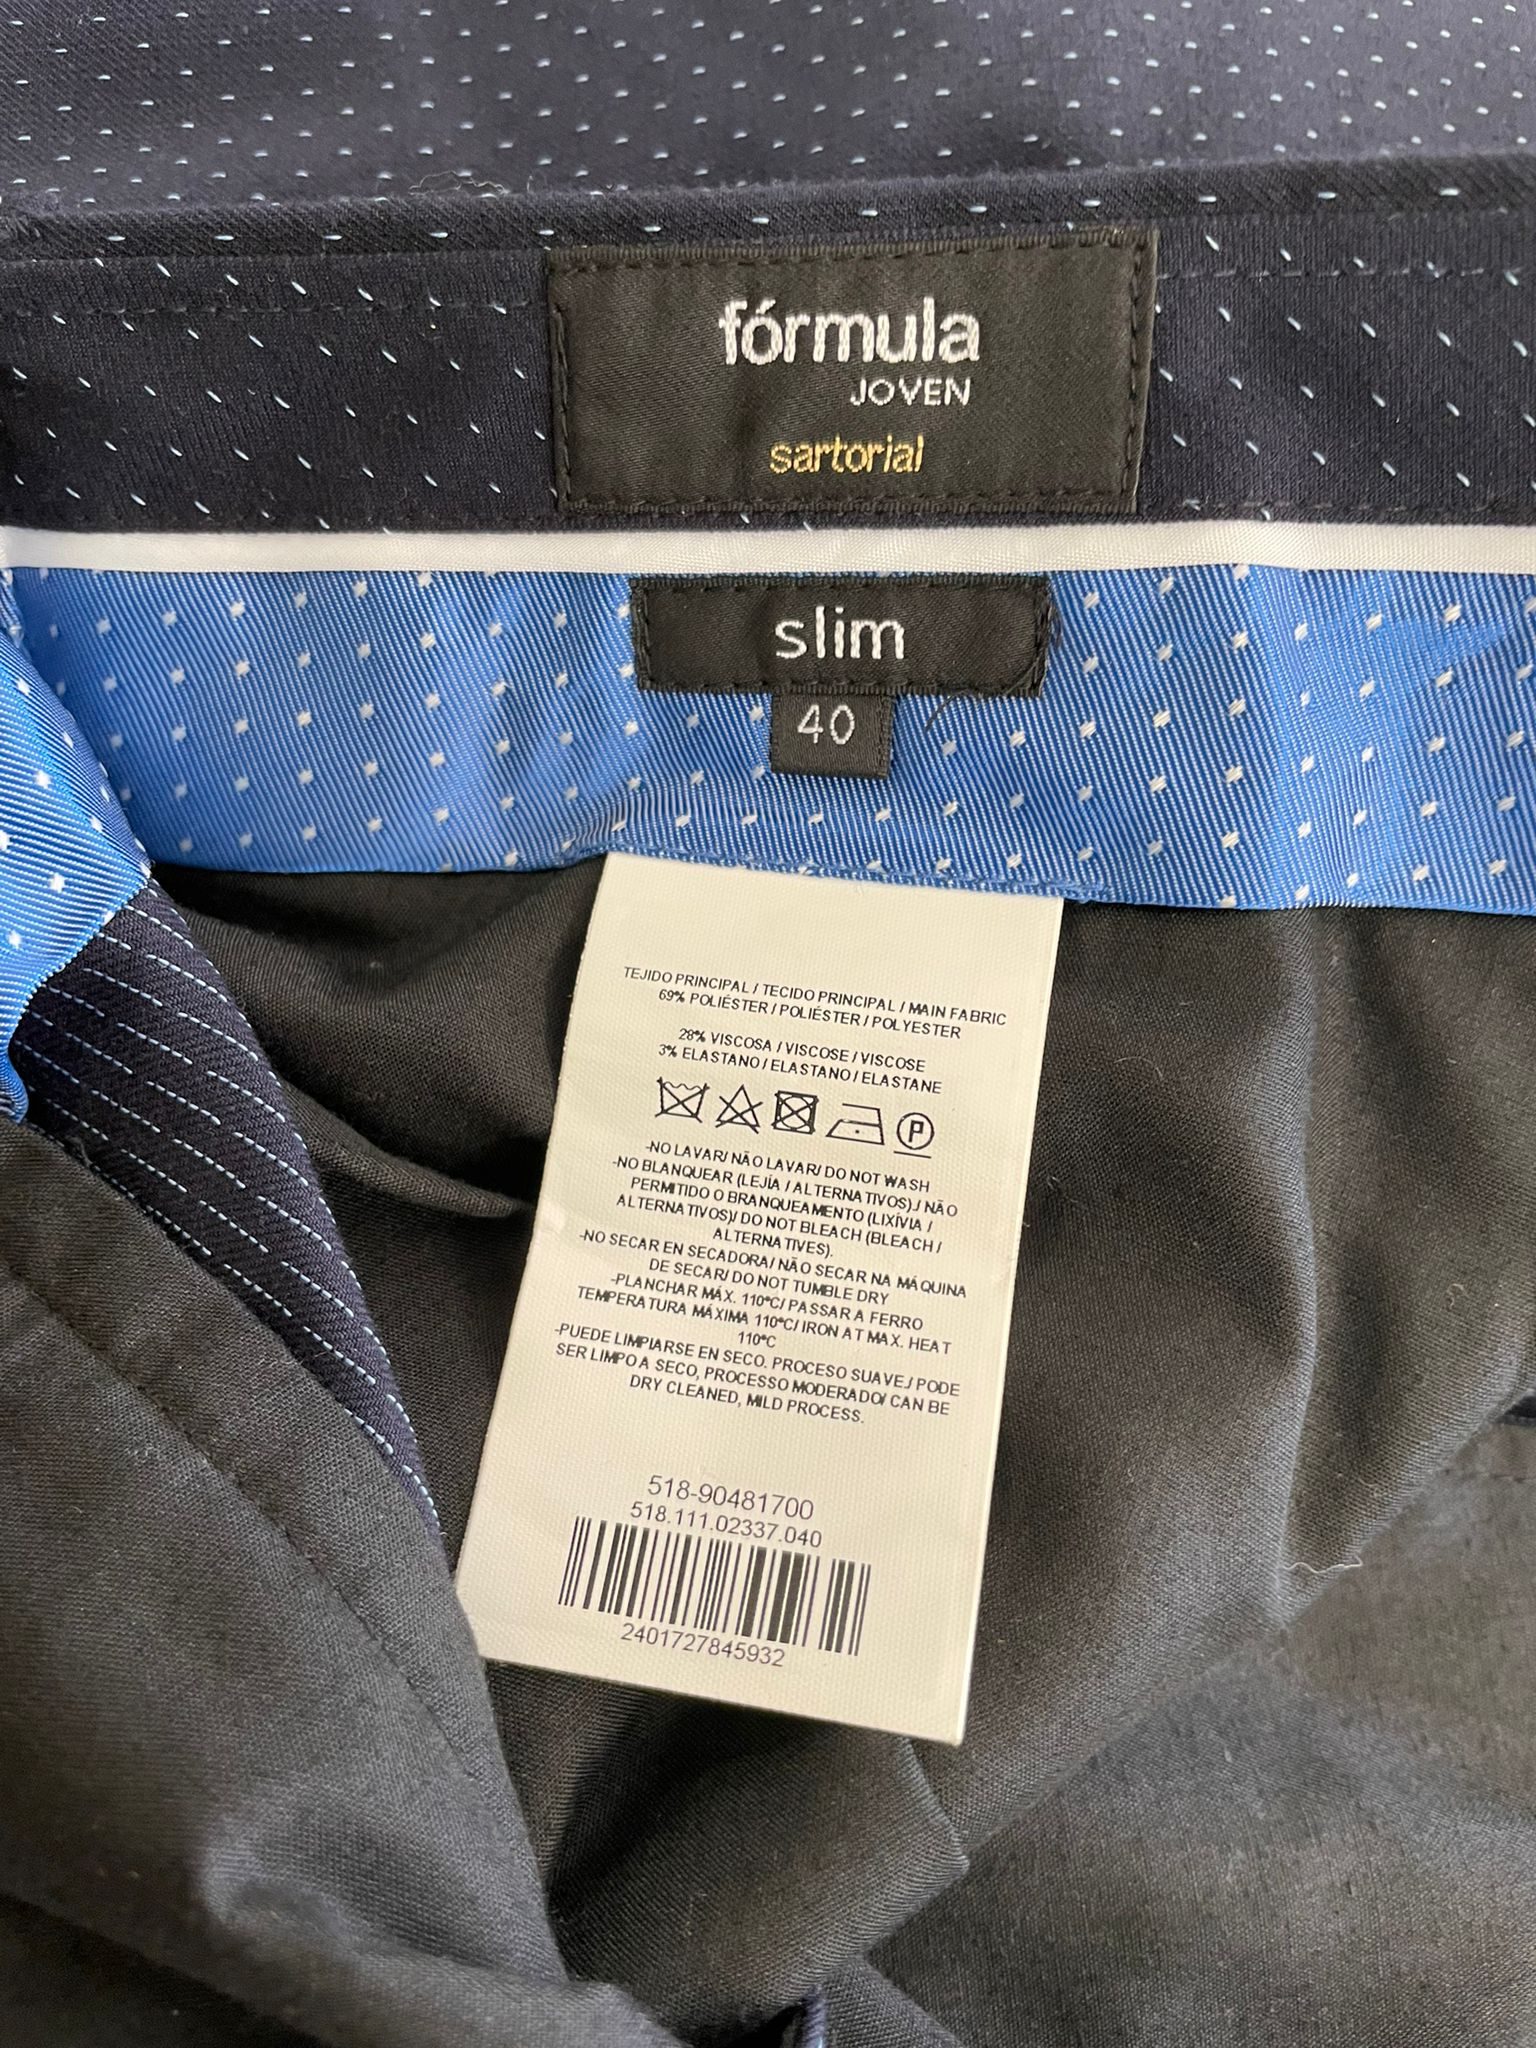 fórmula
JOVEN
sartorial
slim
40
TEJIDO PRINCIPAL / TECIDO PRINCIPAL / MAIN FABRIC
69% POLIÉSTER / POLIÉSTER / POLYESTER
28% VISCOSA / VISCOSE / VISCOSE
3% ELASTANO / ELASTANO / ELASTANE
P
-NO LAVAR/ NÃO LAVAR/ DO NOT WASH
-NO BLANQUEAR (LEJÍA / ALTERNATIVOS)./ NÃO
PERMITIDO O BRANQUEAMENTO (LIXÍVIA /
ALTERNATIVOS)/ DO NOT BLEACH (BLEACH /
ALTERNATIVES).
-NO SECAR EN SECADORA/ NÃO SECAR NA MÁQUINA
DE SECAR/ DO NOT TUMBLE DRY
-PLANCHAR MÁX. 110ºC/ PASSAR A FERRO
TEMPERATURA MÁXIMA 110ºC/ IRON AT MAX. HEAT
110ºC
-PUEDE LIMPIARSE EN SECO. PROCESO SUAVE./ PODE
SER LIMPO A SECO, PROCESSO MODERADO/ CAN BE
DRY CLEANED, MILD PROCESS.
518-90481700
518.111.02337.040
2401727845932